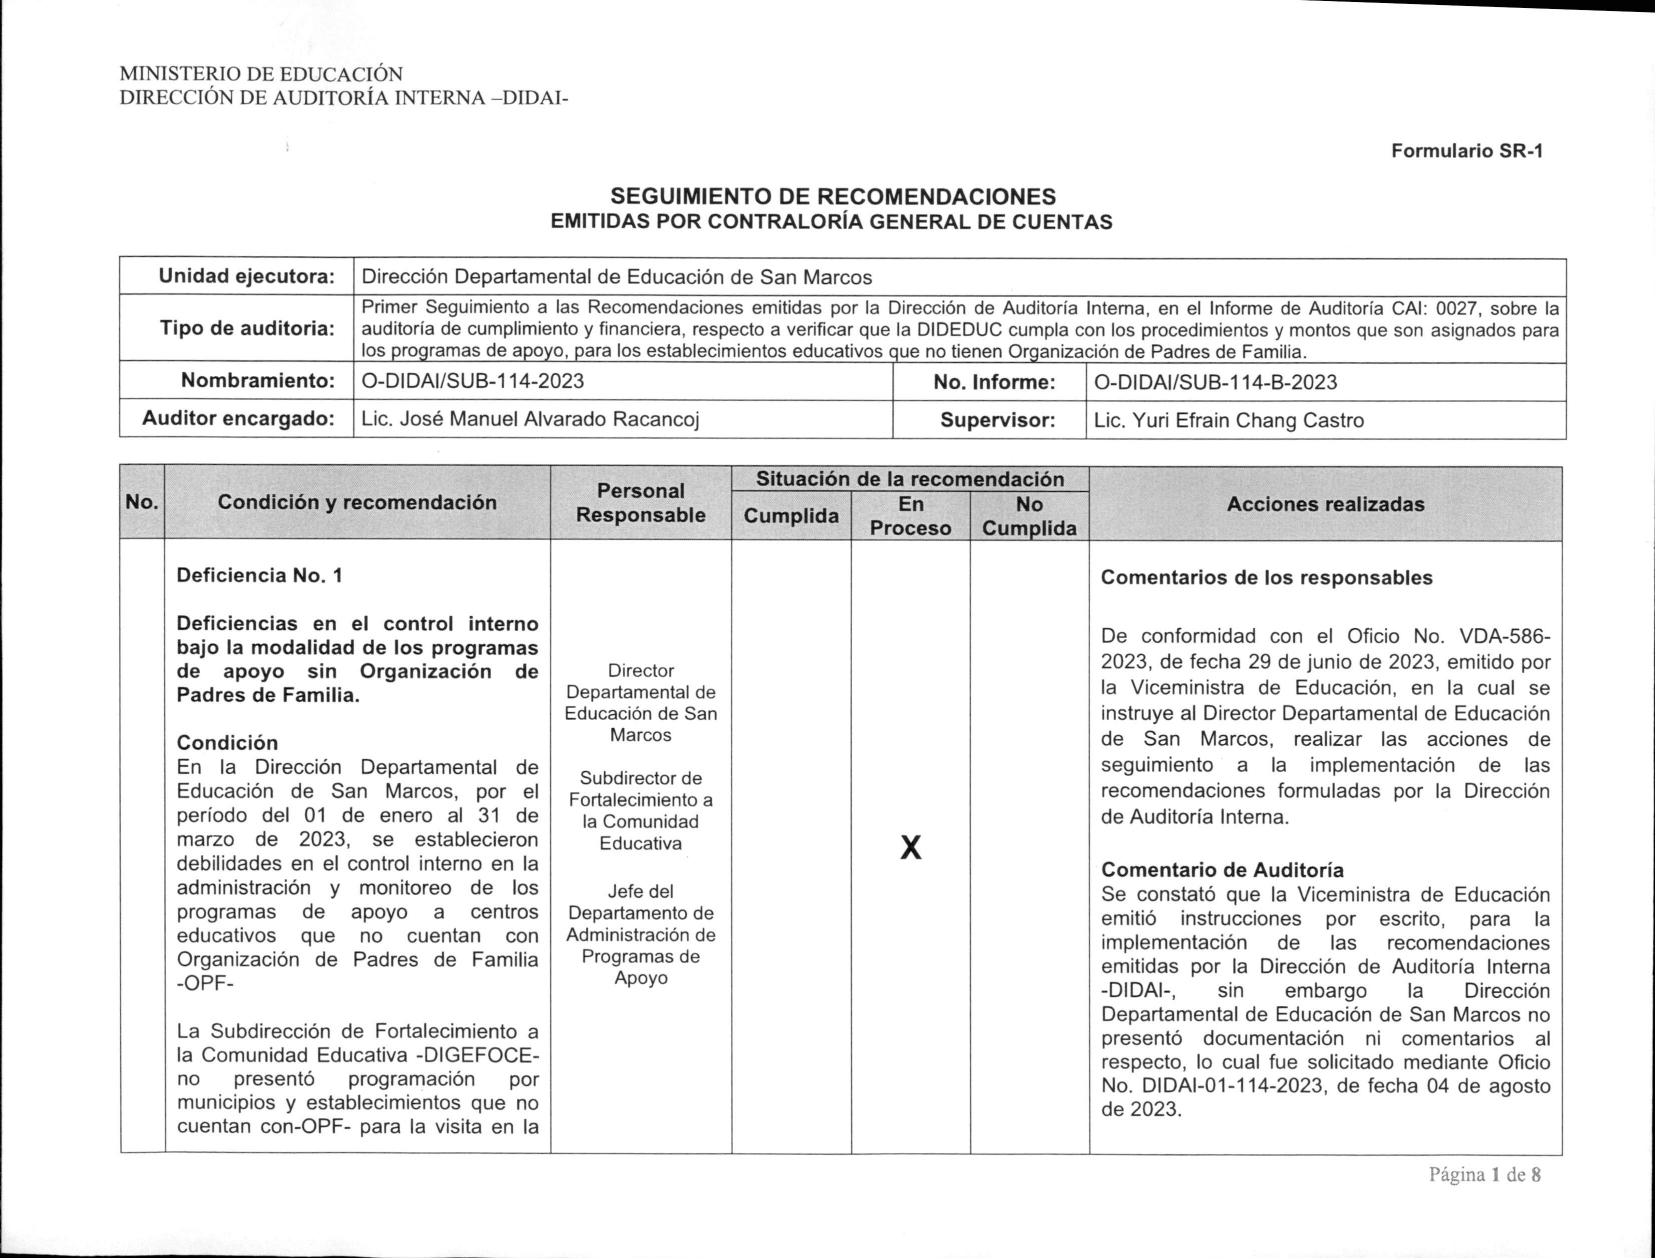 MINISTERIO DE EDUCACIÓN
DIRECCIÓN DE AUDITORÍA INTERNA –DIDAI-
Formulario SR-1
SEGUIMIENTO DE RECOMENDACIONES
EMITIDAS POR CONTRALORÍA GENERAL DE CUENTAS
Unidad ejecutora: Dirección Departamental de Educación de San Marcos
Tipo de auditoria: Primer Seguimiento a las Recomendaciones emitidas por la Dirección de Auditoría Interna, en el Informe de Auditoría CAI: 0027, sobre la
auditoría de cumplimiento y financiera, respecto a verificar que la DIDEDUC cumpla con los procedimientos y montos que son asignados para
los programas de apoyo, para los establecimientos educativos que no tienen Organización de Padres de Familia.
Nombramiento: O-DIDAI/SUB-114-2023 No. Informe: O-DIDAI/SUB-114-B-2023
Auditor encargado: Lic. José Manuel Alvarado Racancoj Supervisor: Lic. Yuri Efrain Chang Castro
No.
Condición y recomendación
Personal
Responsable
Situación de la recomendación
Cumplida
En
Proceso
No
Cumplida
Acciones realizadas
Deficiencia No. 1
Deficiencias en el control interno
bajo la modalidad de los programas
de apoyo sin Organización de
Padres de Familia.
Condición
En la Dirección Departamental de
Educación de San Marcos, por el
período del 01 de enero al 31 de
marzo de 2023, se establecieron
debilidades en el control interno en la
administración y monitoreo de los
programas de apoyo a centros
educativos que no cuentan con
Organización de Padres de Familia
-OPF-
La Subdirección de Fortalecimiento a
la Comunidad Educativa -DIGEFOCE-
no presentó programación por
municipios y establecimientos que no
cuentan con-OPF- para la visita en la
Director
Departamental de
Educación de San
Marcos
Subdirector de
Fortalecimiento a
la Comunidad
Educativa
Jefe del
Departamento de
Administración de
Programas de
Apoyo
X
Comentarios de los responsables
De conformidad con el Oficio No. VDA-586-
2023, de fecha 29 de junio de 2023, emitido por
la Viceministra de Educación, en la cual se
instruye al Director Departamental de Educación
de San Marcos, realizar las acciones de
seguimiento a la implementación de las
recomendaciones formuladas por la Dirección
de Auditoría Interna.
Comentario de Auditoría
Se constató que la Viceministra de Educación
emitió instrucciones por escrito, para la
implementación de las recomendaciones
emitidas por la Dirección de Auditoría Interna
-DIDAI-, sin embargo la Dirección
Departamental de Educación de San Marcos no
presentó documentación ni comentarios al
respecto, lo cual fue solicitado mediante Oficio
No. DIDAI-01-114-2023, de fecha 04 de agosto
de 2023.
Página 1 de 8